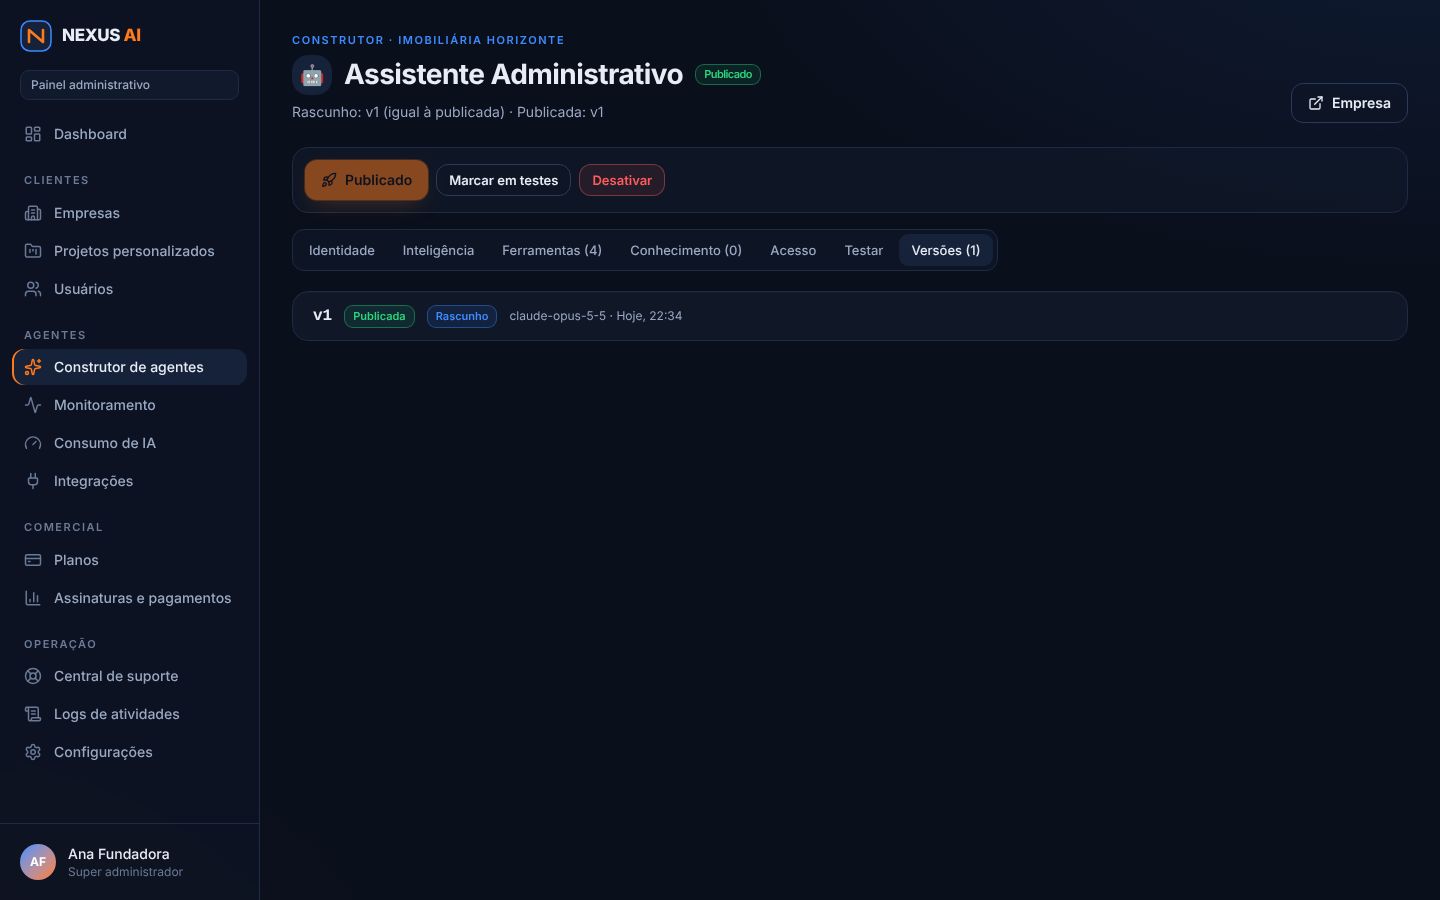 NEXUS AI
Painel administrativo
Dashboard
CLIENTES
Empresas
Projetos personalizados
Usuários
AGENTES
Construtor de agentes
Monitoramento
Consumo de IA
Integrações
COMERCIAL
Planos
Assinaturas e pagamentos
OPERAÇÃO
Central de suporte
Logs de atividades
Configurações
AF
Ana Fundadora
Super administrador
CONSTRUTOR · IMOBILIÁRIA HORIZONTE
Assistente Administrativo Publicado
Rascunho: v1 (igual à publicada) · Publicada: v1
Empresa
Publicado Marcar em testes Desativar
Identidade Inteligência Ferramentas (4) Conhecimento (0) Acesso Testar Versões (1)
v1 Publicada Rascunho claude-opus-5-5 · Hoje, 22:34